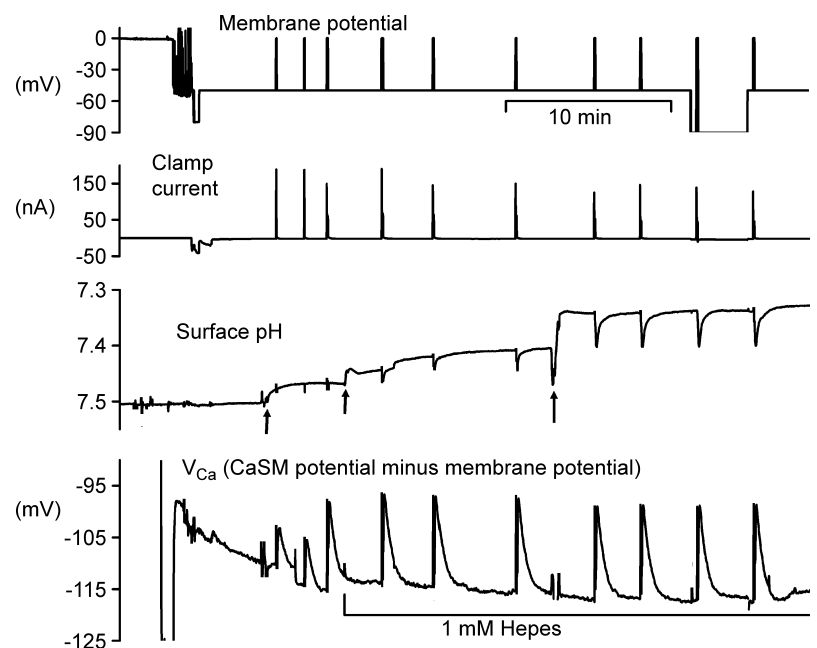 Membrane potential
0
-30
(mV)
-60
-90
10 min
Clamp
current
150
(nA)
50
-50
7.3
Surface pH
7.4
7.5
VCa (CaSM potential minus membrane potential)
-95
(mV)
-105
-115
-125
1 mM Hepes